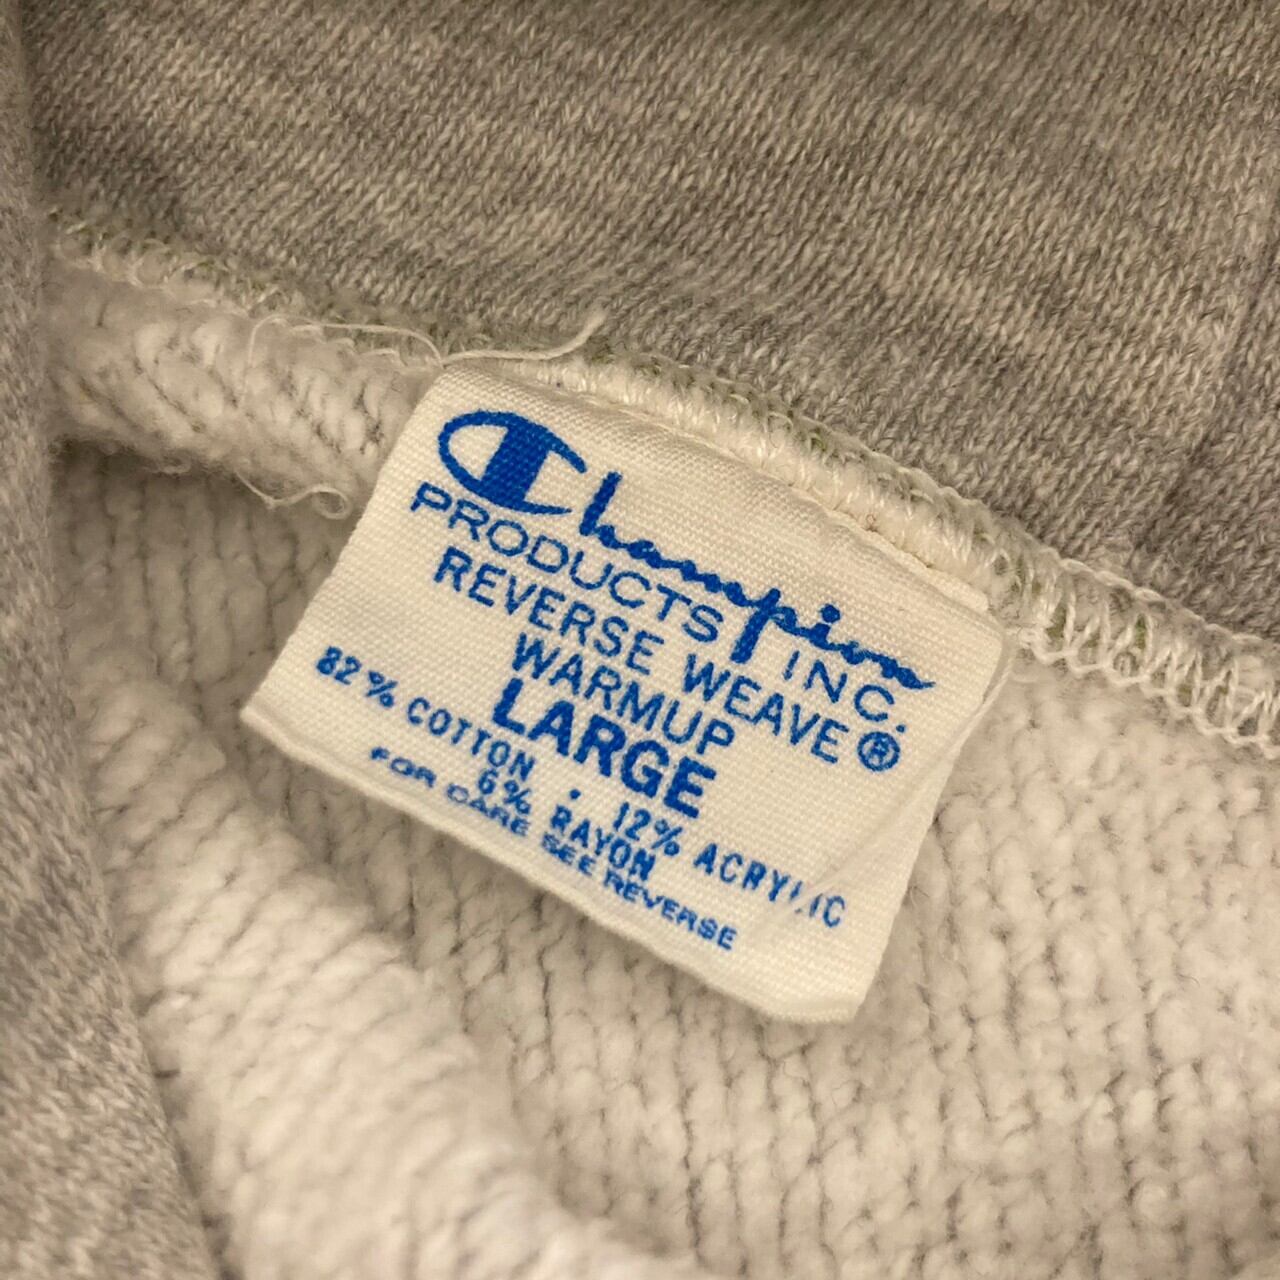 Champion
PRODUCTS INC.
REVERSE WEAVE®
WARMUP
LARGE
82% COTTON · 12% ACRYLIC
6% RAYON
FOR CARE SEE REVERSE